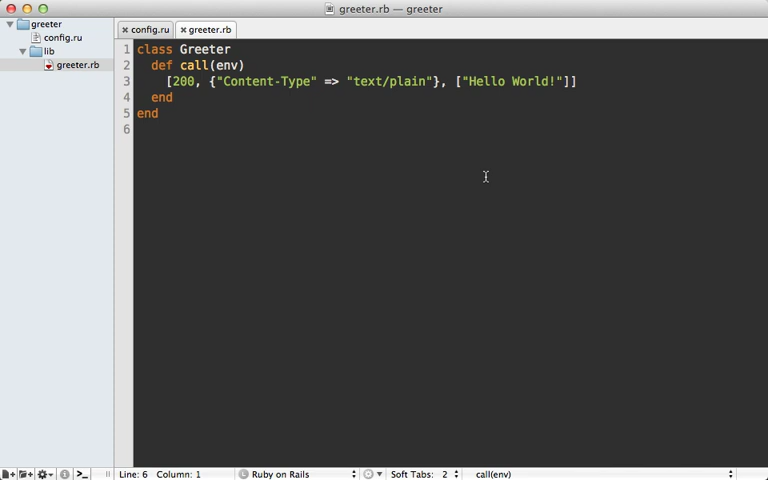 greeter.rb — greeter
greeter
config.ru
lib
greeter.rb
config.ru
greeter.rb
1 class Greeter
2 def call(env)
3 [200, {"Content-Type" => "text/plain"}, ["Hello World!"]]
4 end
5 end
6
Line: 6 Column: 1
L Ruby on Rails
Soft Tabs: 2
call(env)